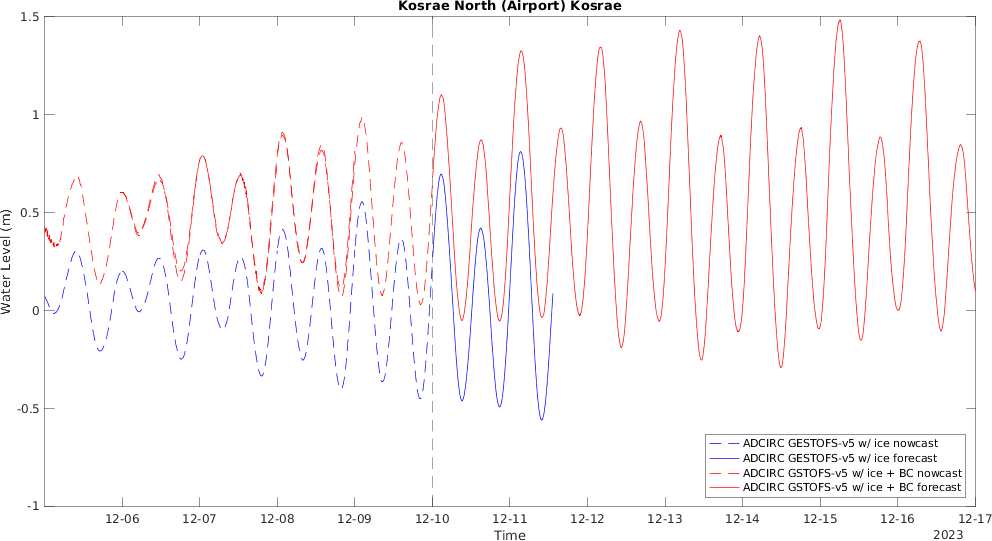 Kosrae North (Airport) Kosrae
1.5
1
0.5
0
-0.5
-1
Water Level (m)
12-06
12-07
12-08
12-09
12-10
12-11
12-12
12-13
12-14
12-15
12-16
12-17
Time
2023
ADCIRC GESTOFS-v5 w/ ice nowcast
ADCIRC GESTOFS-v5 w/ ice forecast
ADCIRC GSTOFS-v5 w/ ice + BC nowcast
ADCIRC GSTOFS-v5 w/ ice + BC forecast